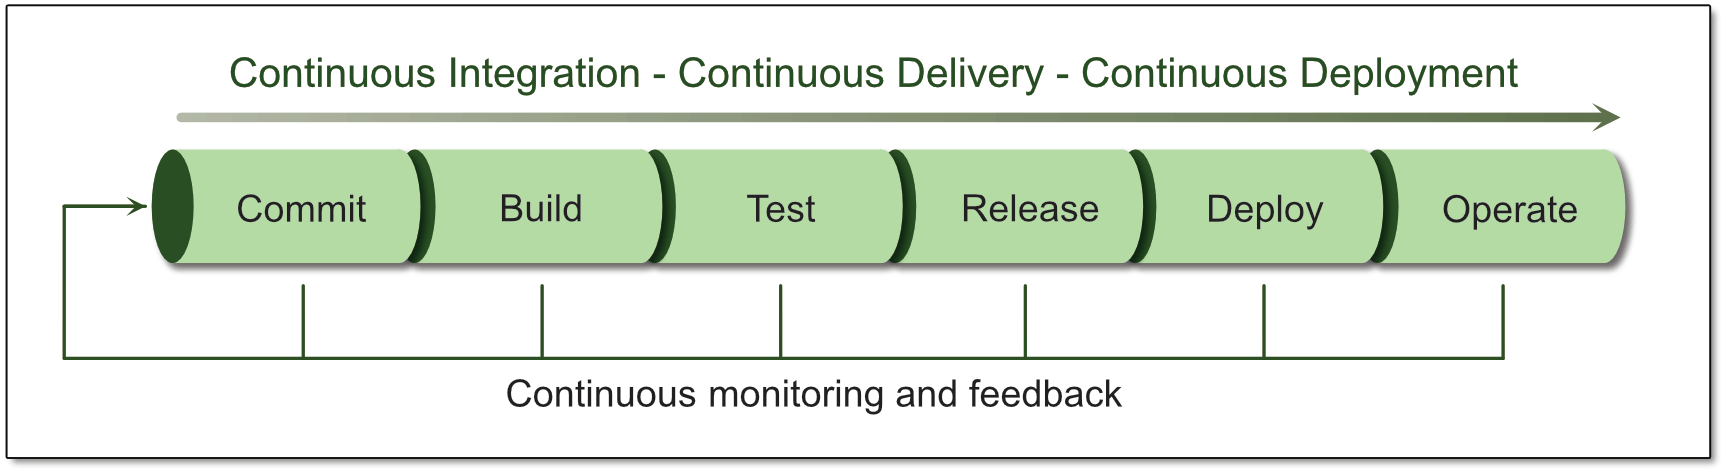 Continuous Integration - Continuous Delivery - Continuous Deployment
Commit
Build
Test
Release
Deploy
Operate
Continuous monitoring and feedback